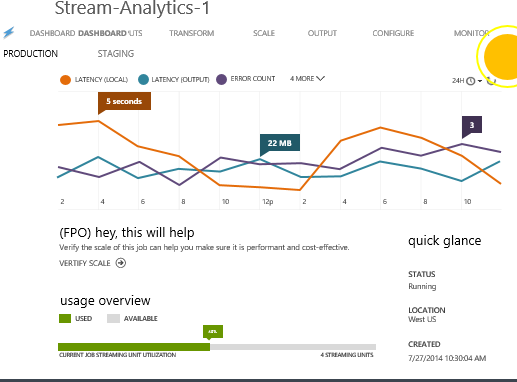 Stream-Analytics-1
DASHBOARD DASHBOARD UTS TRANSFORM SCALE OUTPUT CONFIGURE MONITOR
PRODUCTION STAGING
LATENCY (LOCAL) LATENCY (OUTPUT) ERROR COUNT 4 MORE 24H
5 seconds
3
22 MB
2 4 6 8 10 12p 2 4 6 8 10
(FPO) hey, this will help
Verify the scale of this job can help you make sure it is performant and cost-effective.
VERIFY SCALE
usage overview
USED AVAILABLE
CURRENT JOB STREAMING UNIT UTILIZATION 4 STREAMING UNITS
quick glance
STATUS
Running
LOCATION
West US
CREATED
7/27/2014 10:30:04 AM